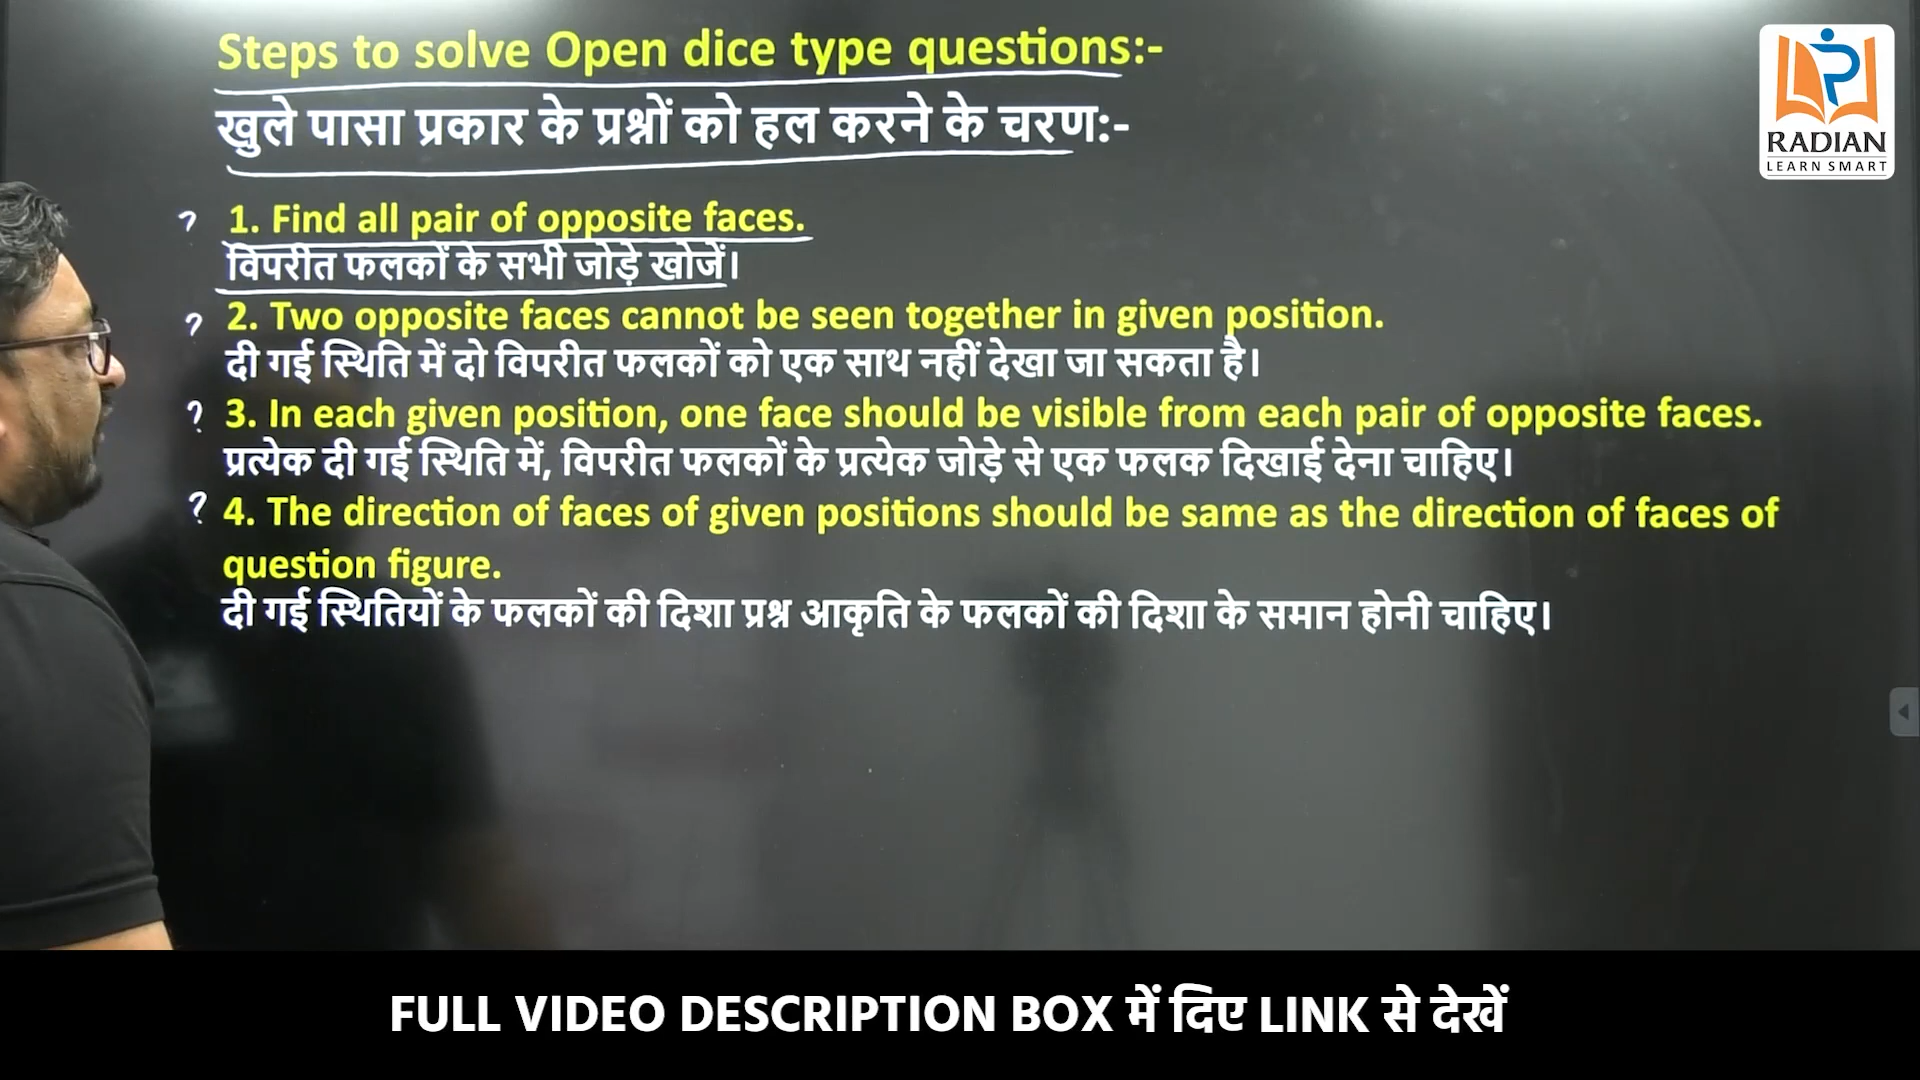 Steps to solve Open dice type questions:-
खुले पासा प्रकार के प्रश्नों को हल करने के चरण:-
RADIAN
LEARN SMART
? 1. Find all pair of opposite faces.
विपरीत फलकों के सभी जोड़े खोजें।
? 2. Two opposite faces cannot be seen together in given position.
दी गई स्थिति में दो विपरीत फलकों को एक साथ नहीं देखा जा सकता है।
? 3. In each given position, one face should be visible from each pair of opposite faces.
प्रत्येक दी गई स्थिति में, विपरीत फलकों के प्रत्येक जोड़े से एक फलक दिखाई देना चाहिए।
? 4. The direction of faces of given positions should be same as the direction of faces of
question figure.
दी गई स्थितियों के फलकों की दिशा प्रश्न आकृति के फलकों की दिशा के समान होनी चाहिए।
FULL VIDEO DESCRIPTION BOX में दिए LINK से देखें